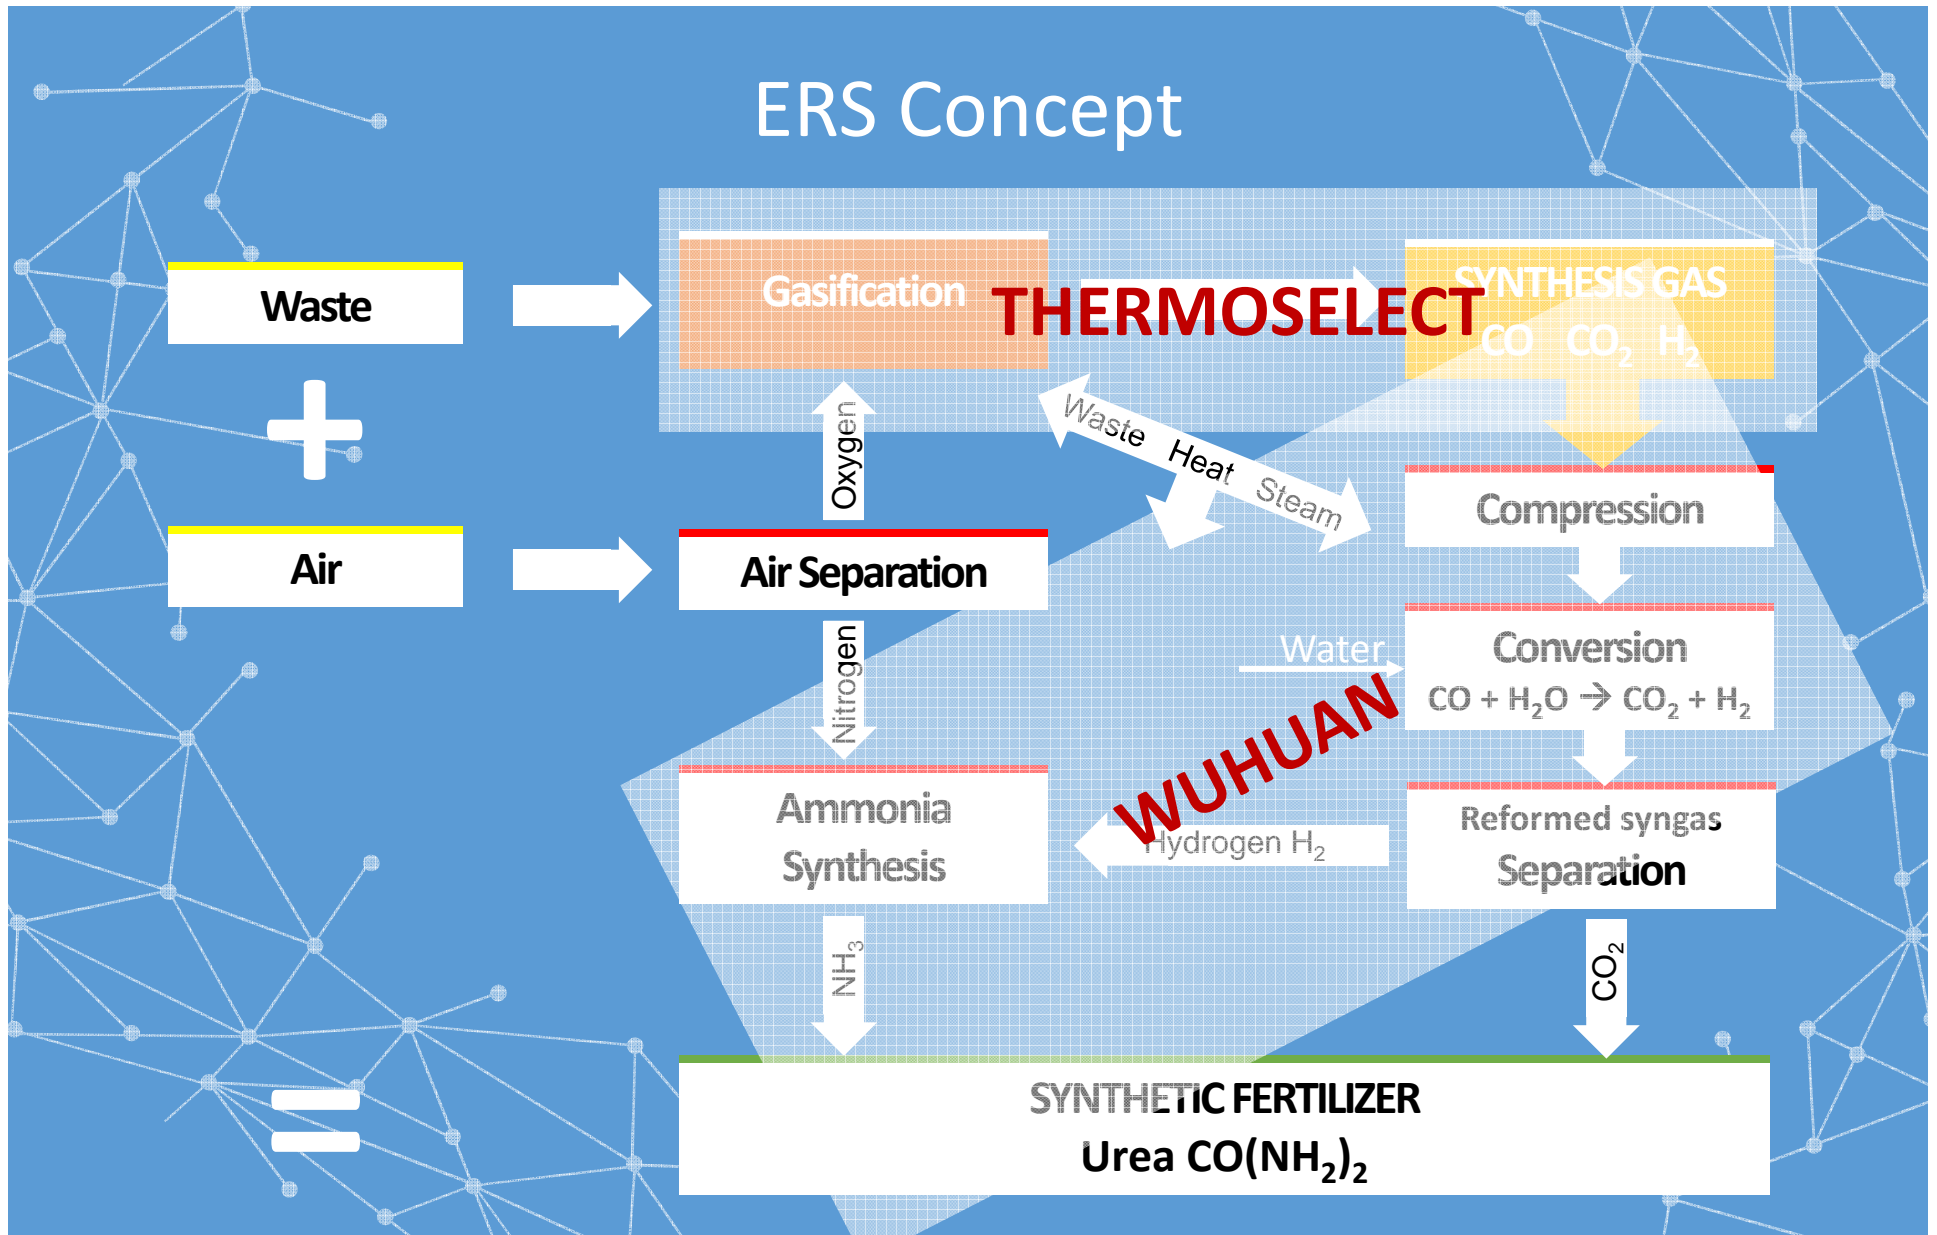 ERS Concept
Waste
Gasification
THERMOSELECT
SYNTHESIS GAS
CO CO₂ H₂
Oxygen
Waste Heat Steam
Compression
Air
Air Separation
Nitrogen
Water
Conversion
CO + H₂O → CO₂ + H₂
WUHUAN
Ammonia
Synthesis
Hydrogen H₂
Reformed syngas
Separation
NH₃
CO₂
SYNTHETIC FERTILIZER
Urea CO(NH₂)₂